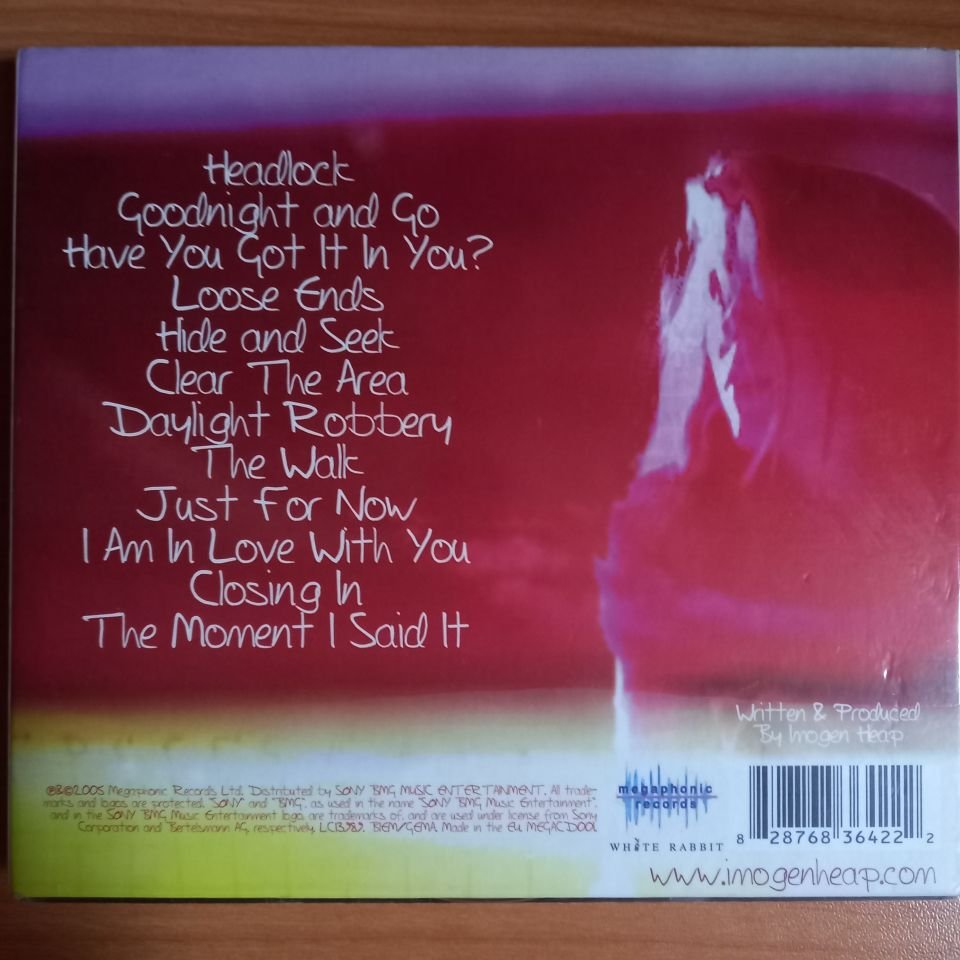 Headlock
Goodnight and Go
Have You Got It In You?
Loose Ends
Hide and Seek
Clear The Area
Daylight Robbery
The Walk
Just For Now
I Am In Love With You
Closing In
The Moment I Said It
Written & Produced
By Imogen Heap
℗&©2005 Megaphonic Records Ltd. Distributed by SONY BMG MUSIC ENTERTAINMENT. All trade-
marks and logos are protected. "SONY" and "BMG", as used in the name "SONY BMG Music Entertainment",
and in the SONY BMG Music Entertainment logo are trademarks of, and are used under license from Sony
Corporation and Bertelsmann AG, respectively. BIEM/GEMA. Made in the EU. MEGACD001
megaphonic
records
WHITE RABBIT
8 28768 36422 2
www.imogenheap.com